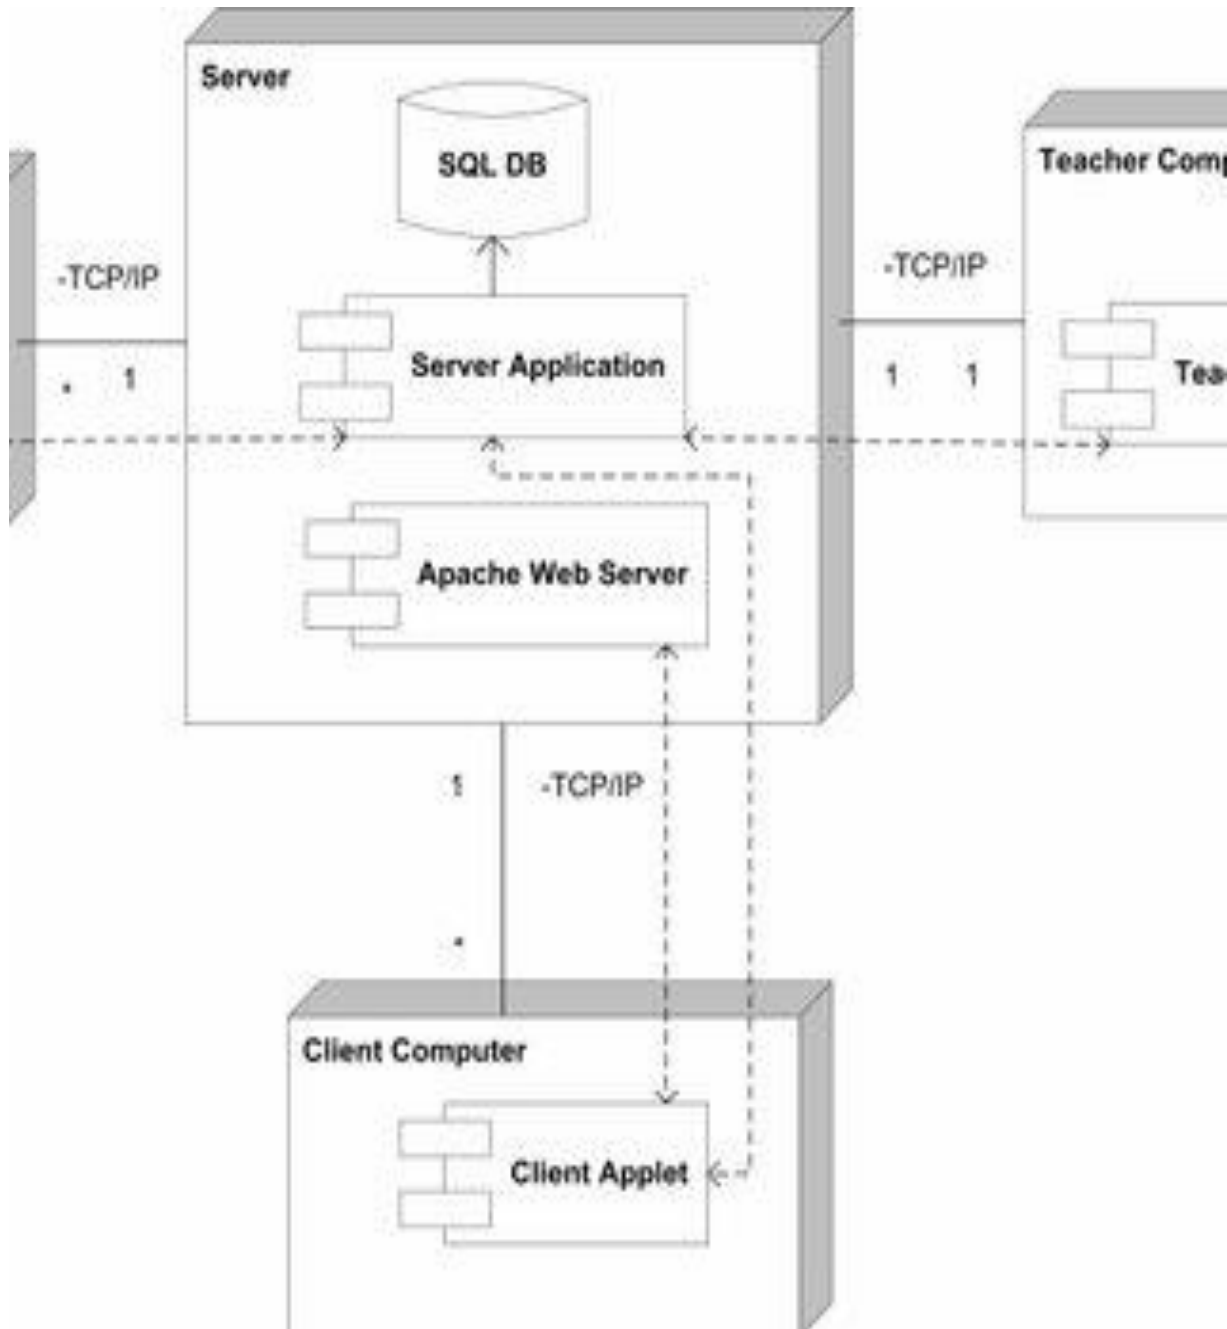 Server
SQL DB
Teacher Comp
-TCP/IP
-TCP/IP
Server Application
* 1
1 1
Tea
Apache Web Server
1
-TCP/IP
*
Client Computer
Client Applet